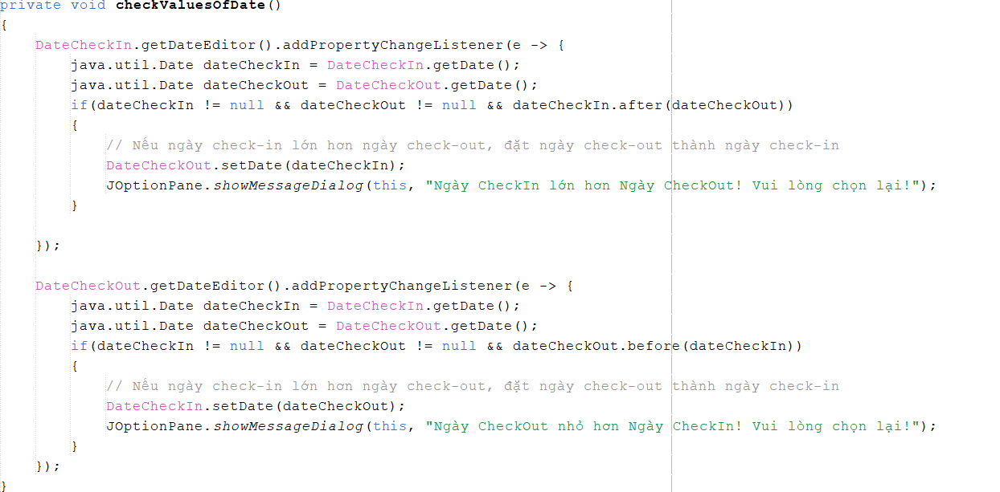 private void checkValuesOfDate()
{
DateCheckIn.getDateEditor().addPropertyChangeListener(e -> {
java.util.Date dateCheckIn = DateCheckIn.getDate();
java.util.Date dateCheckOut = DateCheckOut.getDate();
if(dateCheckIn != null && dateCheckOut != null && dateCheckIn.after(dateCheckOut))
{
// Nếu ngày check-in lớn hơn ngày check-out, đặt ngày check-out thành ngày check-in
DateCheckOut.setDate(dateCheckIn);
JOptionPane.showMessageDialog(this, "Ngày CheckIn lớn hơn Ngày CheckOut! Vui lòng chọn lại!");
}
});
DateCheckOut.getDateEditor().addPropertyChangeListener(e -> {
java.util.Date dateCheckIn = DateCheckIn.getDate();
java.util.Date dateCheckOut = DateCheckOut.getDate();
if(dateCheckIn != null && dateCheckOut != null && dateCheckOut.before(dateCheckIn))
{
// Nếu ngày check-in lớn hơn ngày check-out, đặt ngày check-out thành ngày check-in
DateCheckIn.setDate(dateCheckOut);
JOptionPane.showMessageDialog(this, "Ngày CheckOut nhỏ hơn Ngày CheckIn! Vui lòng chọn lại!");
}
});
}